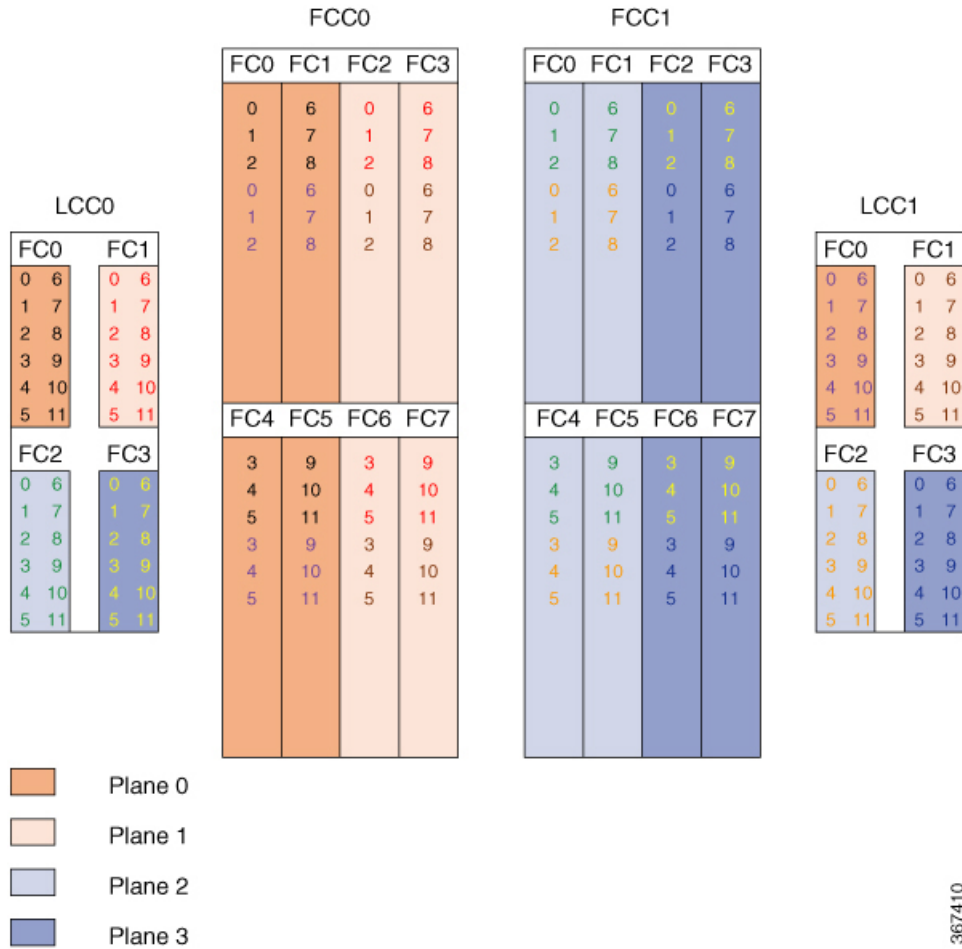 FCC0
FCC1
FC0 FC1 FC2 FC3
0 6 0 6
1 7 1 7
2 8 2 8
0 6 0 6
1 7 1 7
2 8 2 8
FC4 FC5 FC6 FC7
3 9 3 9
4 10 4 10
5 11 5 11
3 9 3 9
4 10 4 10
5 11 5 11
FC0 FC1 FC2 FC3
0 6 0 6
1 7 1 7
2 8 2 8
0 6 0 6
1 7 1 7
2 8 2 8
FC4 FC5 FC6 FC7
3 9 3 9
4 10 4 10
5 11 5 11
3 9 3 9
4 10 4 10
5 11 5 11
LCC0
FC0 FC1
0 6 0 6
1 7 1 7
2 8 2 8
3 9 3 9
4 10 4 10
5 11 5 11
FC2 FC3
0 6 0 6
1 7 1 7
2 8 2 8
3 9 3 9
4 10 4 10
5 11 5 11
LCC1
FC0 FC1
0 6 0 6
1 7 1 7
2 8 2 8
3 9 3 9
4 10 4 10
5 11 5 11
FC2 FC3
0 6 0 6
1 7 1 7
2 8 2 8
3 9 3 9
4 10 4 10
5 11 5 11
Plane 0
Plane 1
Plane 2
Plane 3
367410